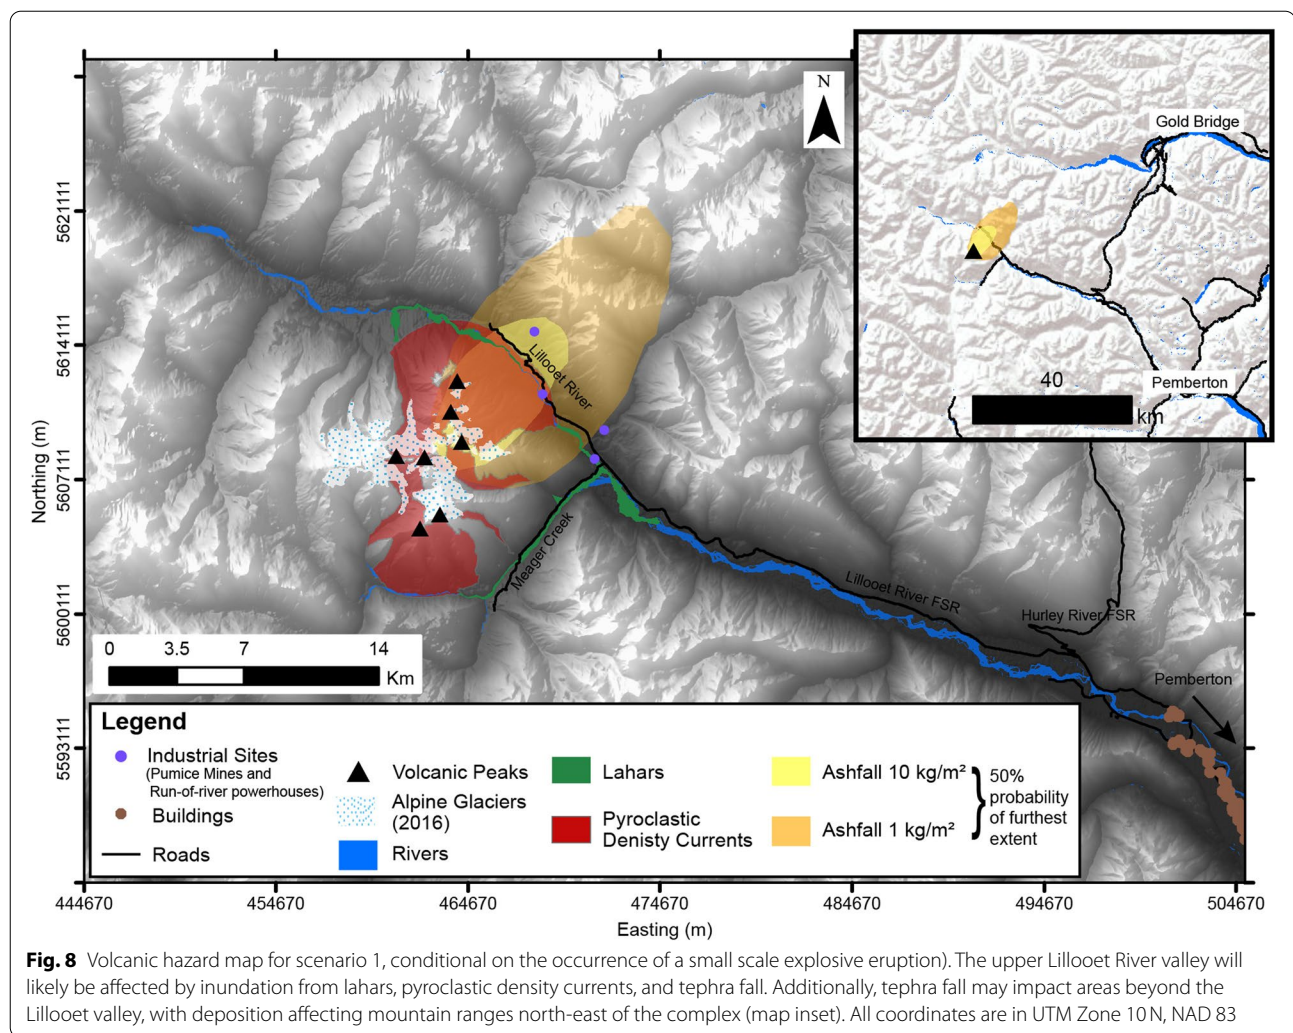 N
Gold Bridge
Pemberton
40
km
5621111
5614111
5607111
5600111
5593111
Northing (m)
Lillooet River
Meager Creek
Lillooet River FSR
Hurley River FSR
Pemberton
0 3.5 7 14
Km
Legend
Industrial Sites
(Pumice Mines and
Run-of-river powerhouses)
Buildings
Roads
Volcanic Peaks
Alpine Glaciers
(2016)
Rivers
Lahars
Pyroclastic
Denisty Currents
Ashfall 10 kg/m²
Ashfall 1 kg/m²
50%
probability
of furthest
extent
444670 454670 464670 474670 484670 494670 504670
Easting (m)
Fig. 8 Volcanic hazard map for scenario 1, conditional on the occurrence of a small scale explosive eruption). The upper Lillooet River valley will
likely be affected by inundation from lahars, pyroclastic density currents, and tephra fall. Additionally, tephra fall may impact areas beyond the
Lillooet valley, with deposition affecting mountain ranges north-east of the complex (map inset). All coordinates are in UTM Zone 10 N, NAD 83